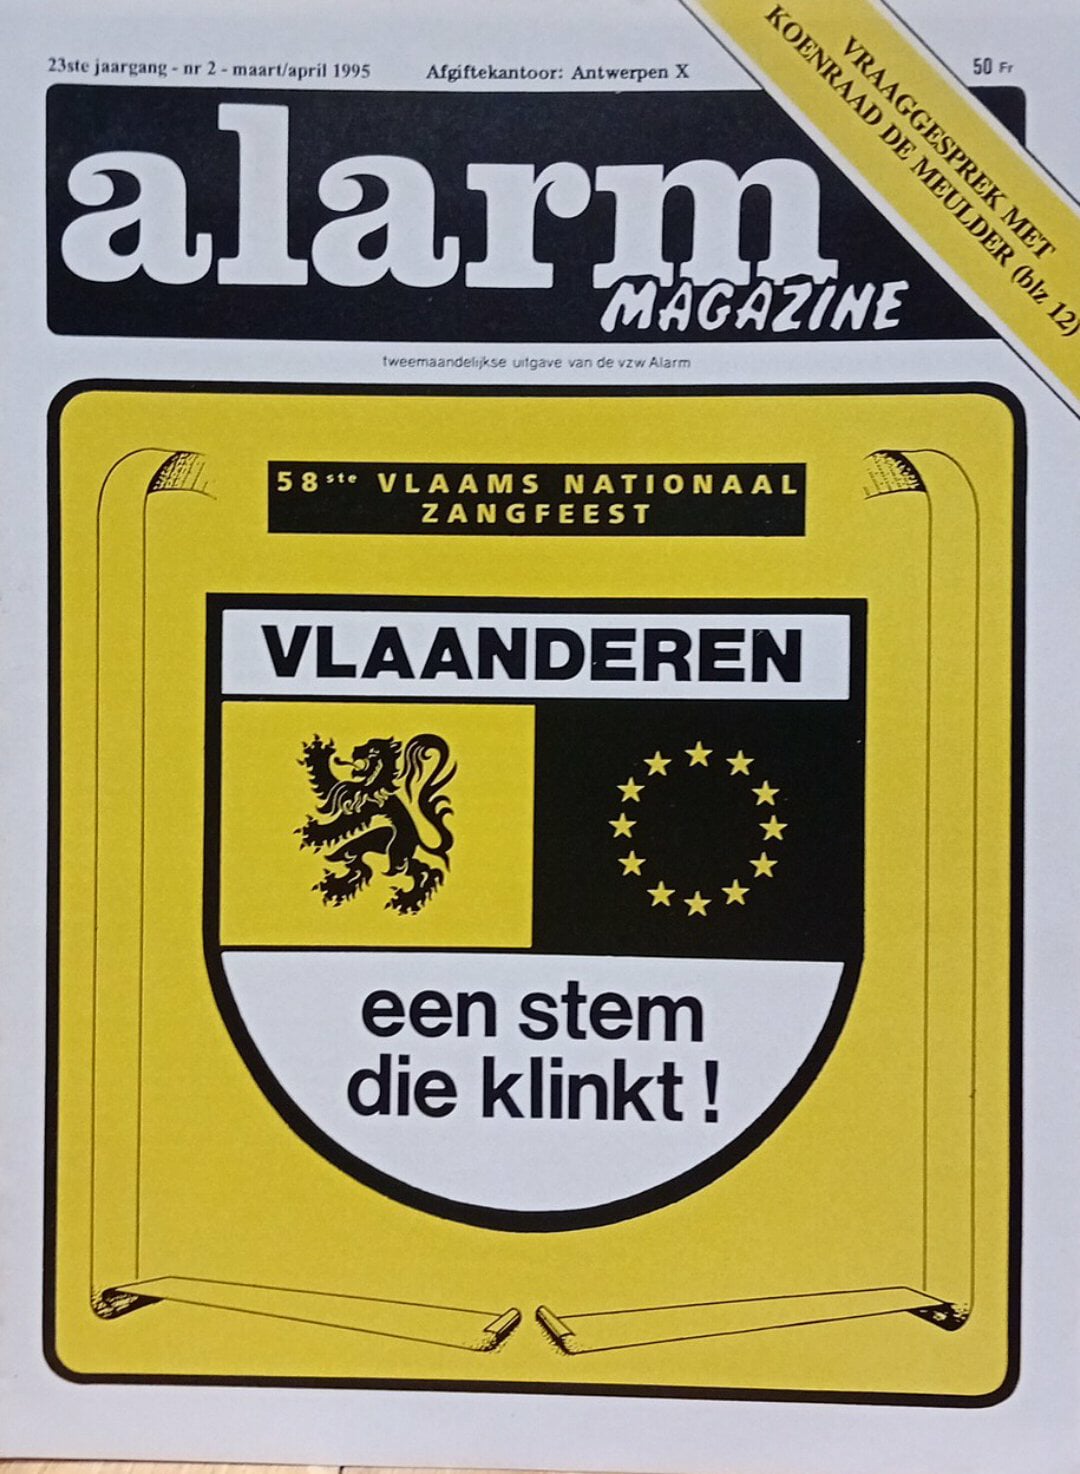 23ste jaargang - nr 2 - maart/april 1995
Afgiftekantoor: Antwerpen X
50 Fr
VRAAGGESPREK MET
KOENRAAD DE MEULDER (blz 12)
alarm
MAGAZINE
tweemaandelijkse uitgave van de vzw Alarm
58ste VLAAMS NATIONAAL
ZANGFEEST
VLAANDEREN
een stem
die klinkt !